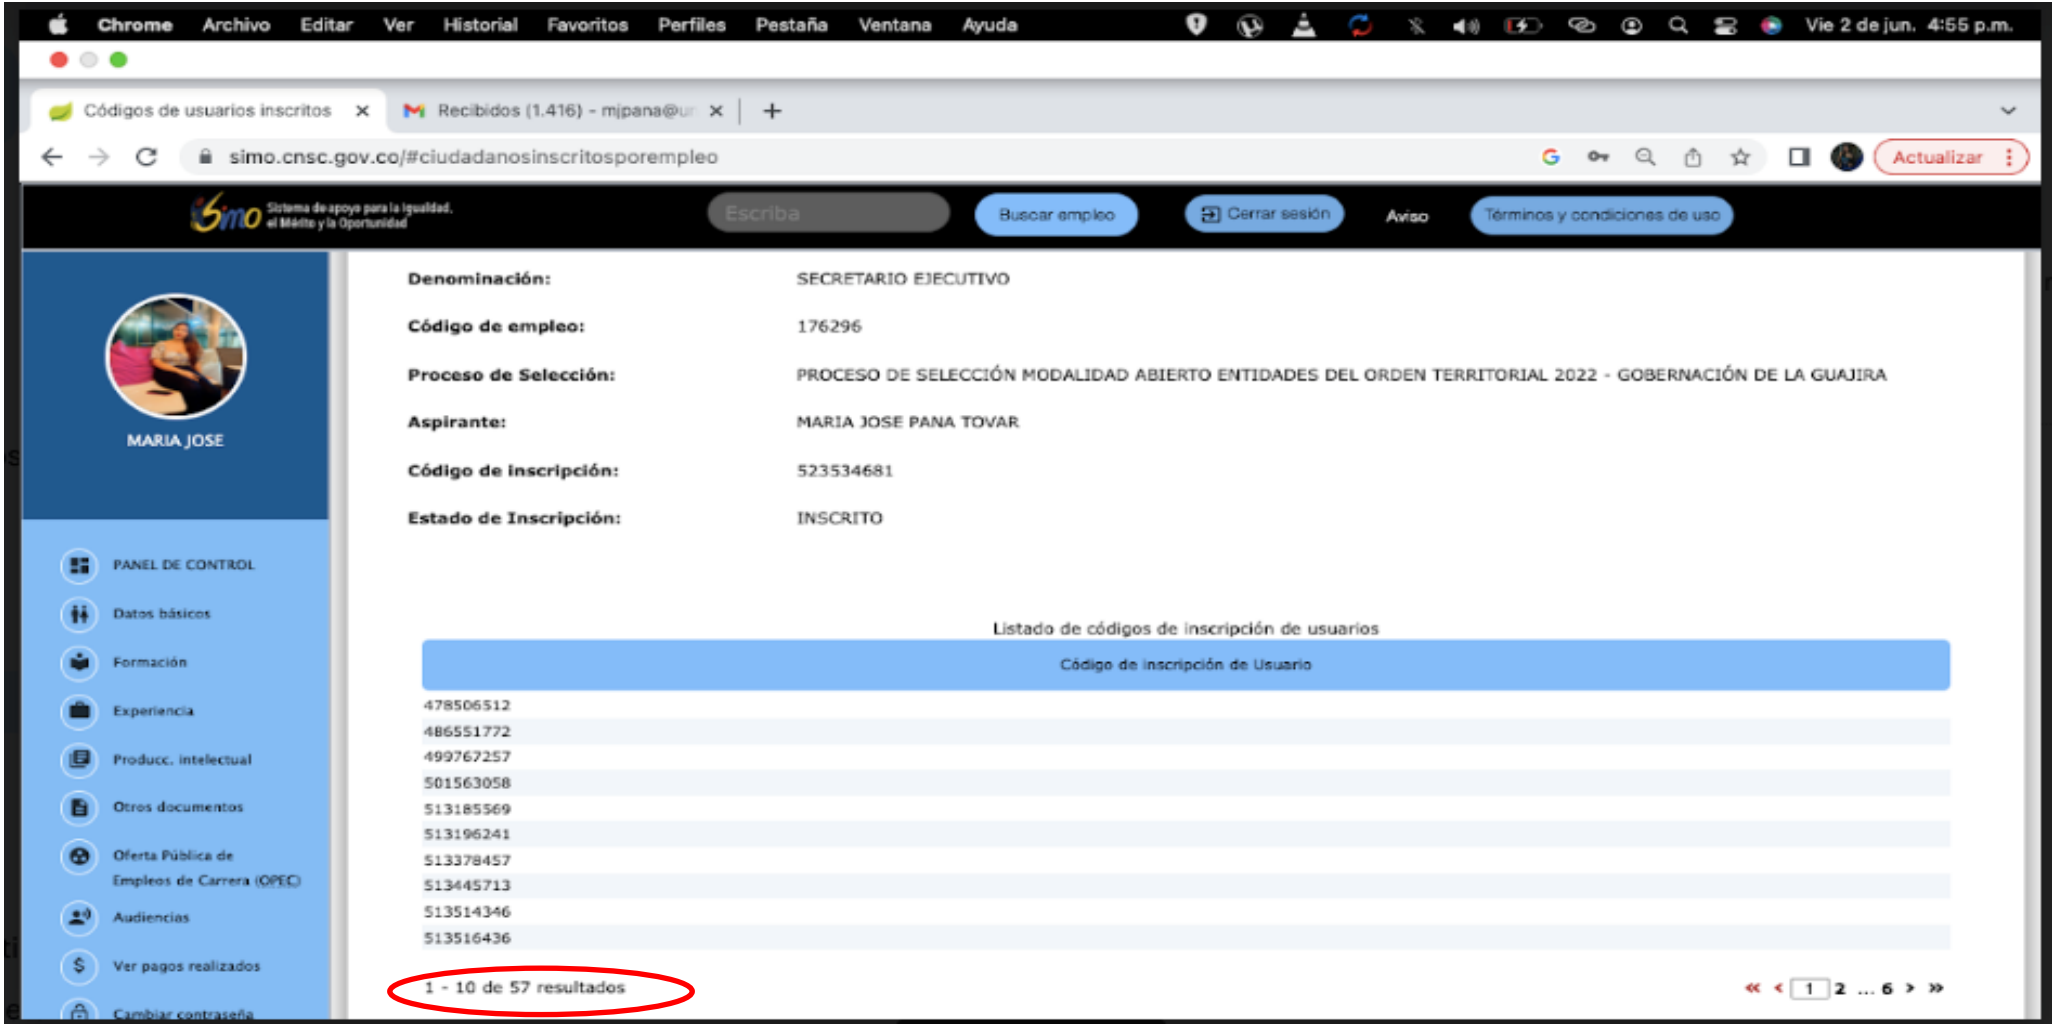 Chrome Archivo Editar Ver Historial Favoritos Perfiles Pestaña Ventana Ayuda Vie 2 de jun. 4:55 p.m.
Códigos de usuarios inscritos Recibidos (1.416) - mjpana@un
simo.cnsc.gov.co/#ciudadanosinscritosporempleo Actualizar
Simo Sistema de apoyo para la Igualdad,
el Mérito y la Oportunidad
Escriba Buscar empleo Cerrar sesión Aviso Términos y condiciones de uso
MARIA JOSE
PANEL DE CONTROL
Datos básicos
Formación
Experiencia
Producc. intelectual
Otros documentos
Oferta Pública de
Empleos de Carrera (OPEC)
Audiencias
Ver pagos realizados
Cambiar contraseña
Denominación: SECRETARIO EJECUTIVO
Código de empleo: 176296
Proceso de Selección: PROCESO DE SELECCIÓN MODALIDAD ABIERTO ENTIDADES DEL ORDEN TERRITORIAL 2022 - GOBERNACIÓN DE LA GUAJIRA
Aspirante: MARIA JOSE PANA TOVAR
Código de inscripción: 523534681
Estado de Inscripción: INSCRITO
Listado de códigos de inscripción de usuarios
Código de inscripción de Usuario
478506512
486551772
499767257
501563058
513185569
513196241
513378457
513445713
513514346
513516436
1 - 10 de 57 resultados « < 1 2 ... 6 > »